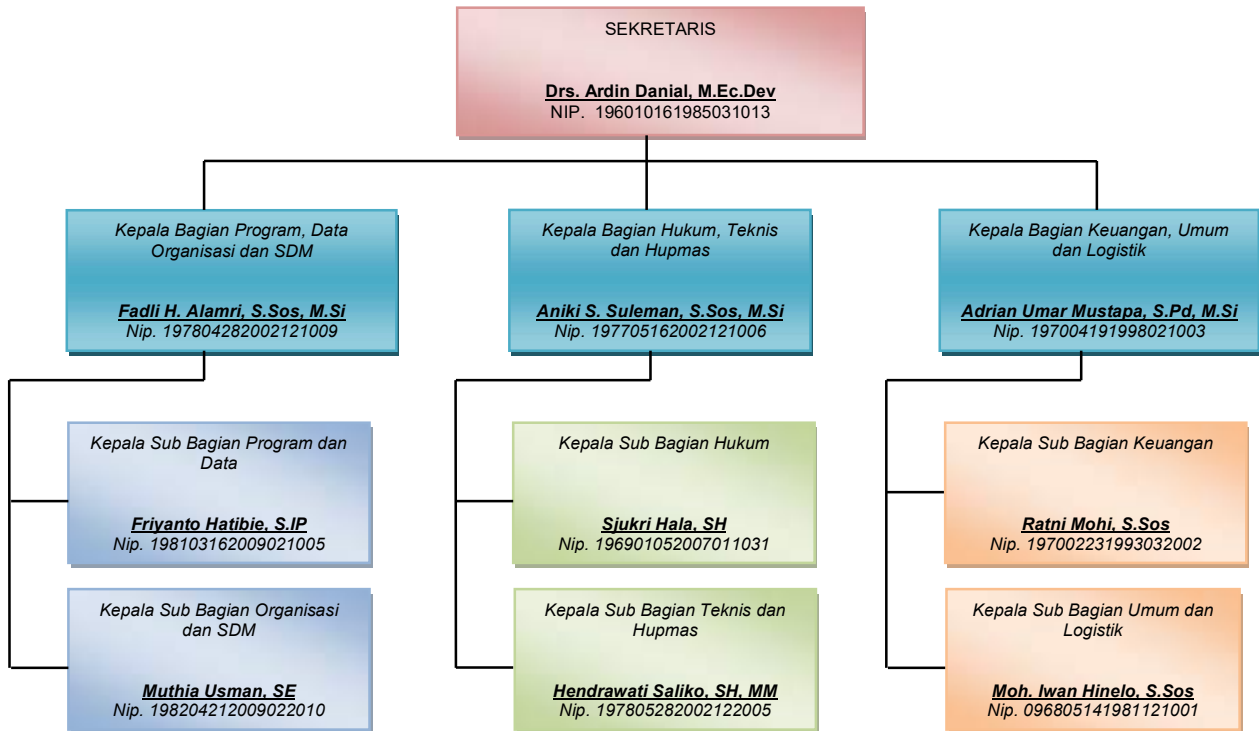 SEKRETARIS
Drs. Ardin Danial, M.Ec.Dev
NIP. 196010161985031013
Kepala Bagian Program, Data
Organisasi dan SDM
Fadli H. Alamri, S.Sos, M.Si
Nip. 197804282002121009
Kepala Bagian Hukum, Teknis
dan Hupmas
Aniki S. Suleman, S.Sos, M.Si
Nip. 197705162002121006
Kepala Bagian Keuangan, Umum
dan Logistik
Adrian Umar Mustapa, S.Pd, M.Si
Nip. 197004191998021003
Kepala Sub Bagian Program dan
Data
Friyanto Hatibie, S.IP
Nip. 198103162009021005
Kepala Sub Bagian Hukum
Sjukri Hala, SH
Nip. 196901052007011031
Kepala Sub Bagian Keuangan
Ratni Mohi, S.Sos
Nip. 197002231993032002
Kepala Sub Bagian Organisasi
dan SDM
Muthia Usman, SE
Nip. 198204212009022010
Kepala Sub Bagian Teknis dan
Hupmas
Hendrawati Saliko, SH, MM
Nip. 197805282002122005
Kepala Sub Bagian Umum dan
Logistik
Moh. Iwan Hinelo, S.Sos
Nip. 096805141981121001